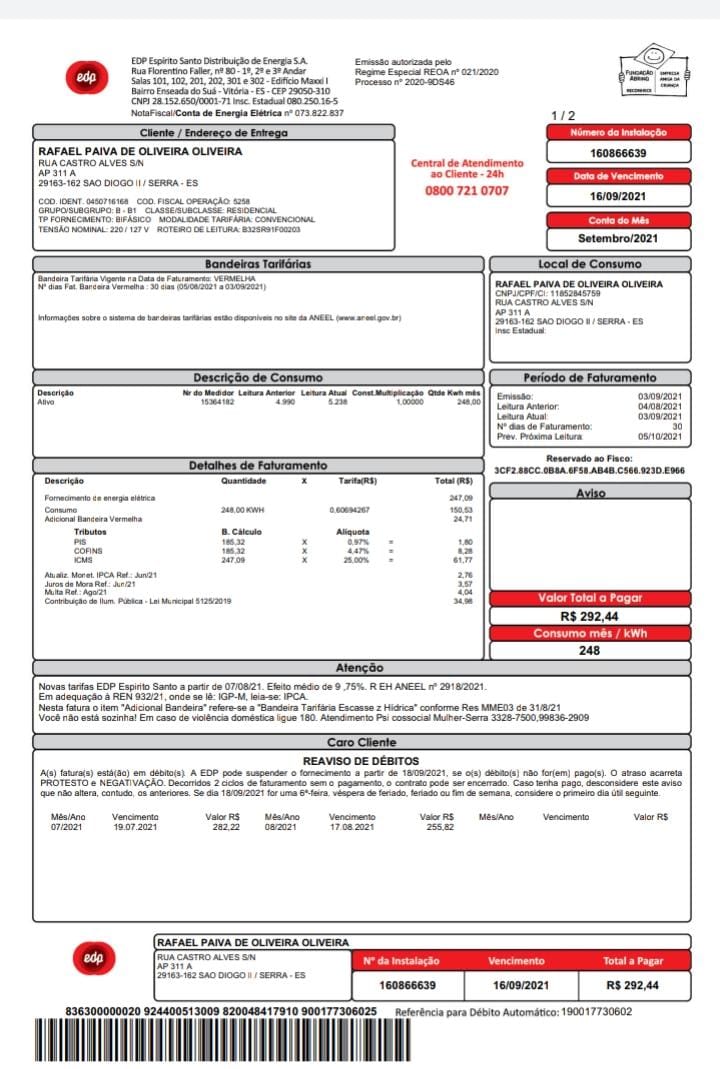 edp
EDP Espírito Santo Distribuição de Energia S.A.
Rua Florentino Faller, nº 80 - 1º, 2º e 3º Andar
Salas 101, 102, 201, 202, 301 e 302 - Edifício Maxxi I
Bairro Enseada do Suá - Vitória - ES - CEP 29050-310
CNPJ 28.152.650/0001-71 Insc. Estadual 080.250.16-5
NotaFiscal/Conta de Energia Elétrica nº 073.822.837
Emissão autorizada pelo
Regime Especial REOA nº 021/2020
Processo nº 2020-9DS46
FUNDAÇÃO ABRINQ
RECONHECE
EMPRESA AMIGA DA CRIANÇA
1 / 2
Cliente / Endereço de Entrega
RAFAEL PAIVA DE OLIVEIRA OLIVEIRA
RUA CASTRO ALVES S/N
AP 311 A
29163-162 SAO DIOGO II / SERRA - ES
COD. IDENT. 0450716168 COD. FISCAL OPERAÇÃO: 5258
GRUPO/SUBGRUPO: B - B1 CLASSE/SUBCLASSE: RESIDENCIAL
TP FORNECIMENTO: BIFÁSICO MODALIDADE TARIFÁRIA: CONVENCIONAL
TENSÃO NOMINAL: 220 / 127 V ROTEIRO DE LEITURA: B32SR91F00203
Central de Atendimento
ao Cliente - 24h
0800 721 0707
Número da Instalação
160866639
Data de Vencimento
16/09/2021
Conta do Mês
Setembro/2021
Bandeiras Tarifárias
Bandeira Tarifária Vigente na Data de Faturamento: VERMELHA
Nº dias Fat. Bandeira Vermelha : 30 dias (05/08/2021 a 03/09/2021)
Informações sobre o sistema de bandeiras tarifárias estão disponíveis no site da ANEEL (www.aneel.gov.br)
Local de Consumo
RAFAEL PAIVA DE OLIVEIRA OLIVEIRA
CNPJ/CPF/CI: 11852845759
RUA CASTRO ALVES S/N
AP 311 A
29163-162 SAO DIOGO II / SERRA - ES
Insc Estadual:
Descrição de Consumo
Descrição Nr do Medidor Leitura Anterior Leitura Atual Const.Multiplicação Qtde Kwh mês
Ativo 15364182 4.990 5.238 1,00000 248,00
Período de Faturamento
Emissão: 03/09/2021
Leitura Anterior: 04/08/2021
Leitura Atual: 03/09/2021
Nº dias de Faturamento: 30
Prev. Próxima Leitura: 05/10/2021
Reservado ao Fisco:
3CF2.88CC.0B8A.6F58.AB4B.C566.923D.E966
Detalhes de Faturamento
Descrição Quantidade X Tarifa(R$) Total (R$)
Fornecimento de energia elétrica 247,09
Consumo 248,00 KWH 0,60694267 150,53
Adicional Bandeira Vermelha 24,71
Tributos B. Cálculo Alíquota
PIS 185,32 X 0,97% = 1,80
COFINS 185,32 X 4,47% = 8,28
ICMS 247,09 X 25,00% = 61,77
Atualiz. Monet. IPCA Ref.: Jun/21 2,76
Juros de Mora Ref.: Jun/21 3,57
Multa Ref.: Ago/21 4,04
Contribuição de Ilum. Pública - Lei Municipal 5125/2019 34,98
Aviso
Valor Total a Pagar
R$ 292,44
Consumo mês / kWh
248
Atenção
Novas tarifas EDP Espirito Santo a partir de 07/08/21. Efeito médio de 9 ,75%. R EH ANEEL nº 2918/2021.
Em adequação à REN 932/21, onde se lê: IGP-M, leia-se: IPCA.
Nesta fatura o item "Adicional Bandeira" refere-se a "Bandeira Tarifária Escasse z Hídrica" conforme Res MME03 de 31/8/21
Você não está sozinha! Em caso de violência doméstica ligue 180. Atendimento Psi cossocial Mulher-Serra 3328-7500,99836-2909
Caro Cliente
REAVISO DE DÉBITOS
A(s) fatura(s) está(ão) em débito(s). A EDP pode suspender o fornecimento a partir de 18/09/2021, se o(s) débito(s) não for(em) pago(s). O atraso acarreta
PROTESTO e NEGATIVAÇÃO. Decorridos 2 ciclos de faturamento sem o pagamento, o contrato pode ser encerrado. Caso tenha pago, desconsidere este aviso
que não altera, contudo, os anteriores. Se dia 18/09/2021 for uma 6ª-feira, véspera de feriado, feriado ou fim de semana, considere o primeiro dia útil seguinte.
Mês/Ano Vencimento Valor R$ Mês/Ano Vencimento Valor R$ Mês/Ano Vencimento Valor R$
07/2021 19.07.2021 282,22 08/2021 17.08.2021 255,82
edp
RAFAEL PAIVA DE OLIVEIRA OLIVEIRA
RUA CASTRO ALVES S/N
AP 311 A
29163-162 SAO DIOGO II / SERRA - ES
Nº da Instalação Vencimento Total a Pagar
160866639 16/09/2021 R$ 292,44
836300000020 924400513009 820048417910 900177306025 Referência para Débito Automático: 190017730602